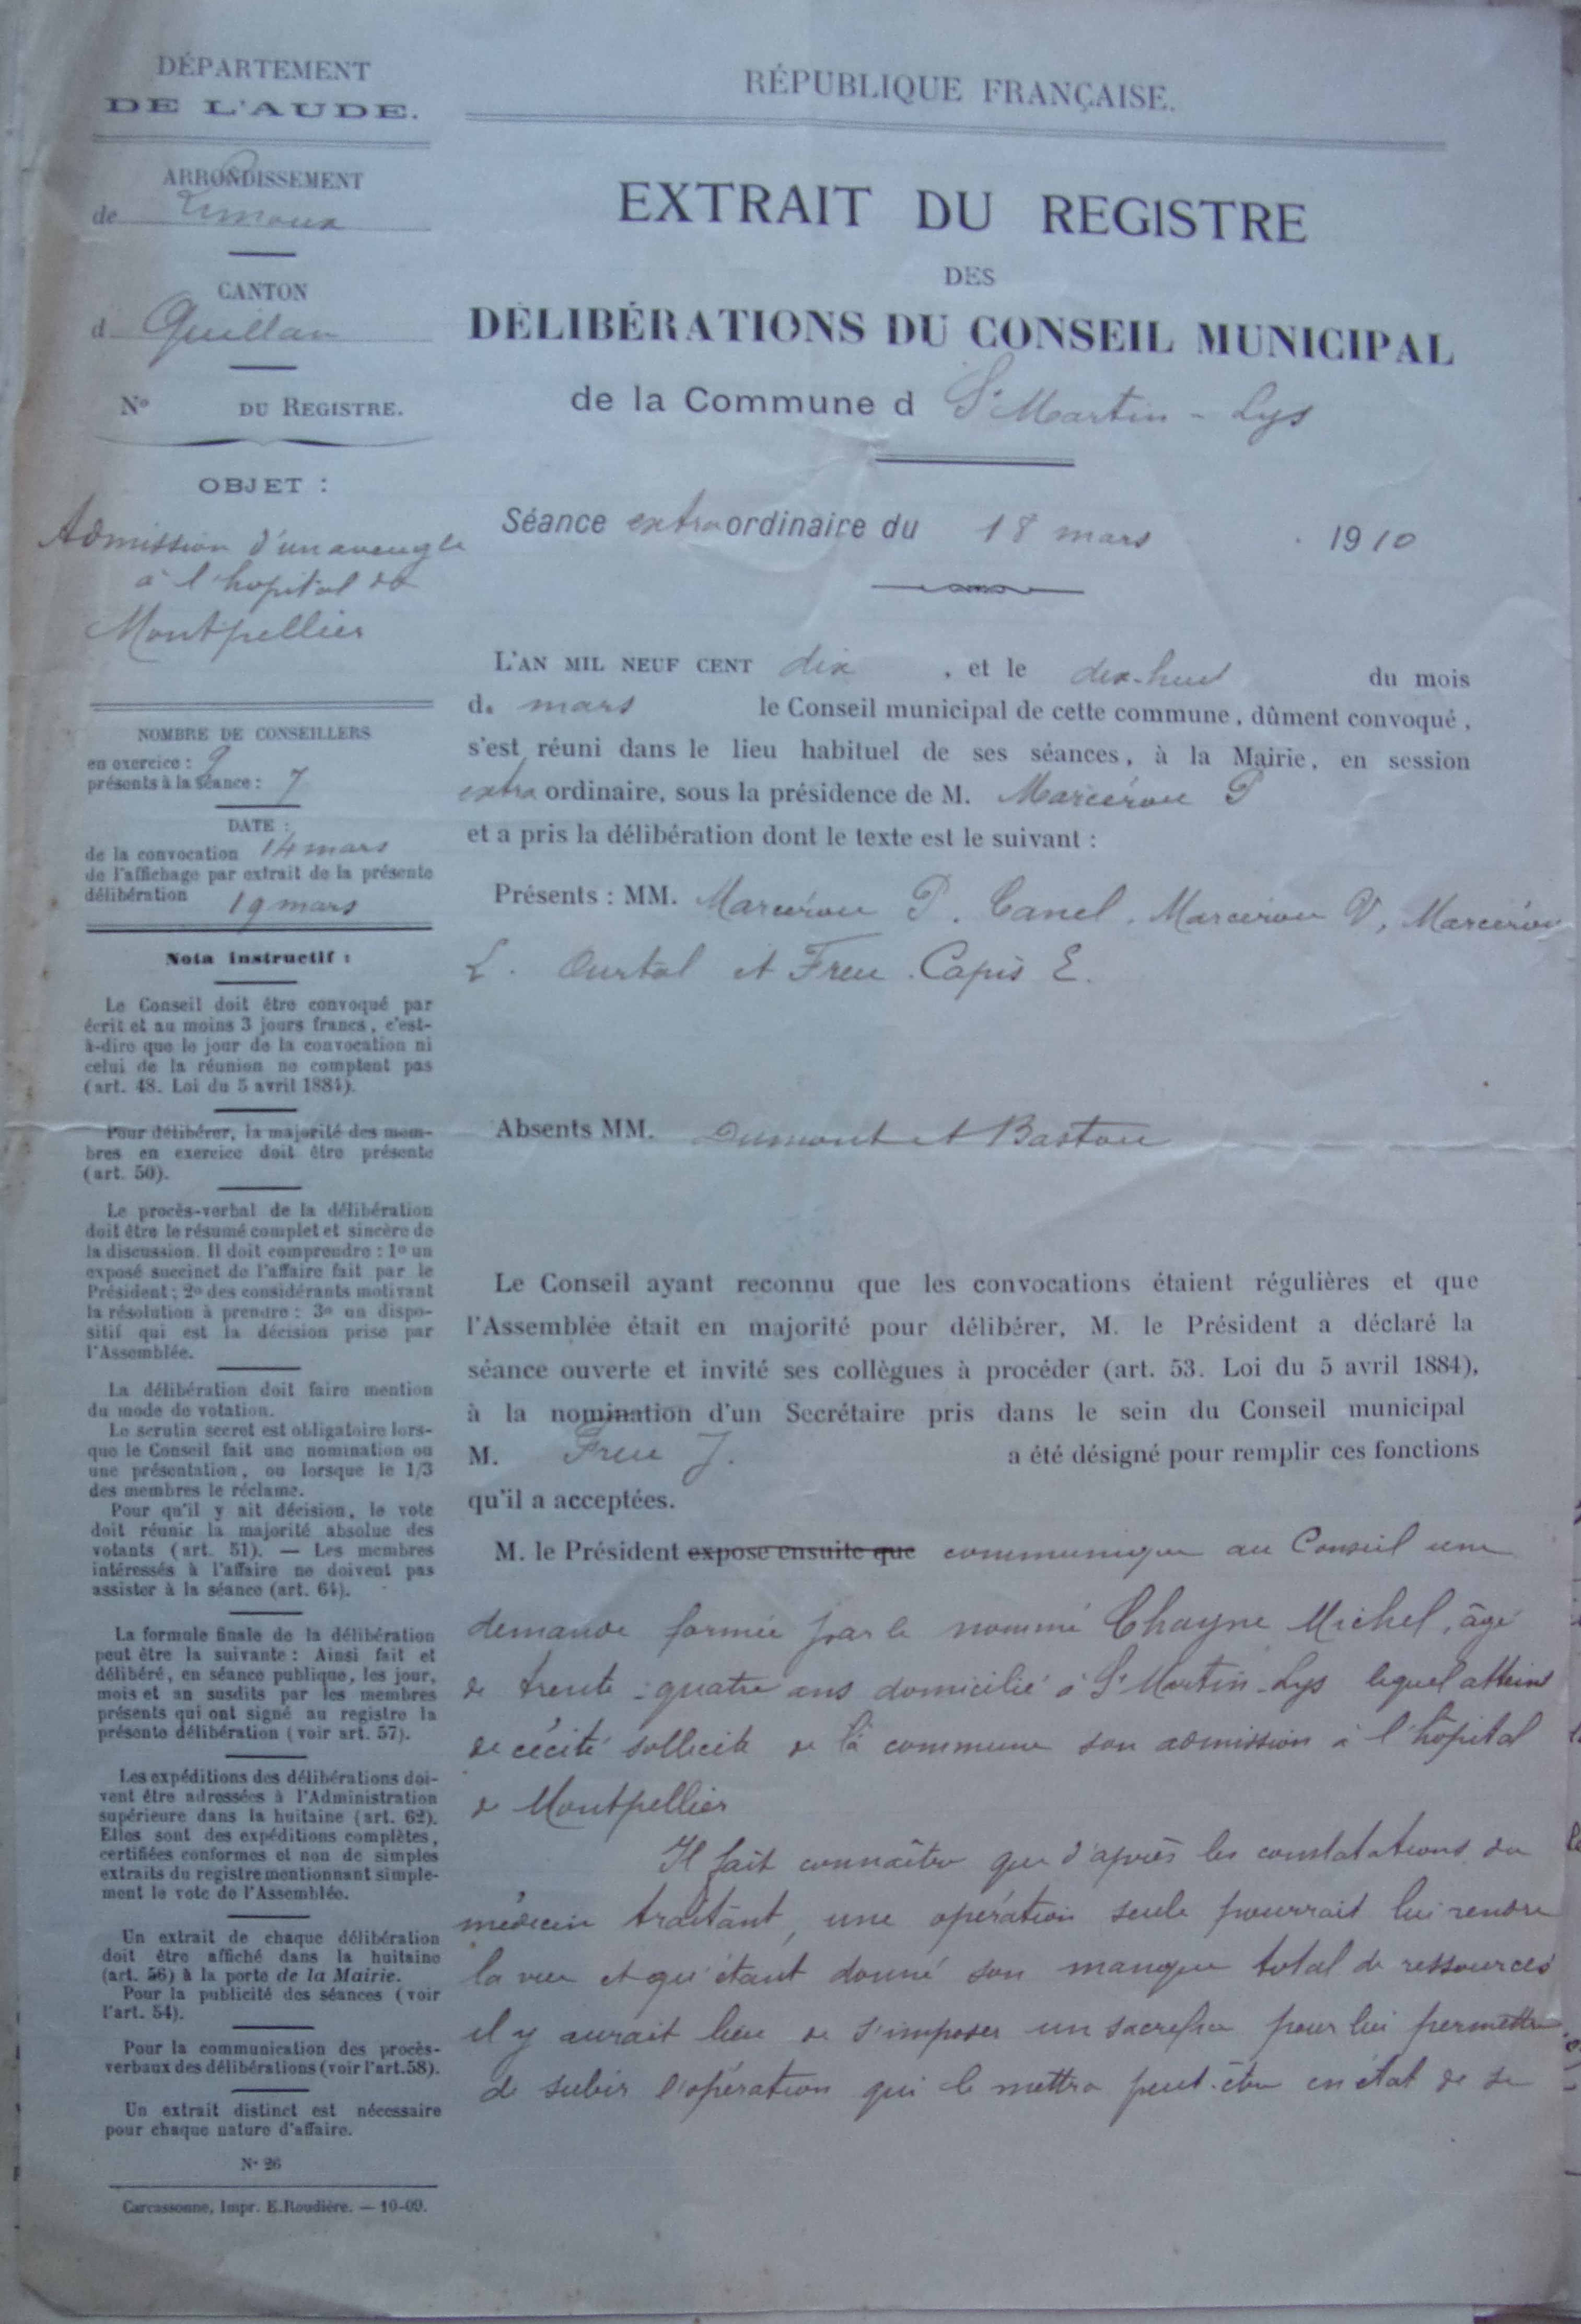 DÉPARTEMENT
DE L'AUDE.
ARRONDISSEMENT
de Limoux
CANTON
d Quillan
N° DU REGISTRE.
OBJET :
Admission d'un aveugle
à l'hopital de
Montpellier
NOMBRE DE CONSEILLERS
en exercice : 9
présents à la séance : 7
DATE :
de la convocation 14 mars
de l'affichage par extrait de la présente
délibération 19 mars
Nota instructif :
Le Conseil doit être convoqué par
écrit et au moins 3 jours francs, c'est-
à-dire que le jour de la convocation ni
celui de la réunion ne comptent pas
(art. 48. Loi du 5 avril 1884).
Pour délibérer, la majorité des mem-
bres en exercice doit être présente
(art. 50).
Le procès-verbal de la délibération
doit être le résumé complet et sincère de
la discussion. Il doit comprendre : 1° un
exposé succinct de l'affaire fait par le
Président ; 2° des considérants motivant
la résolution à prendre : 3° un dispo-
sitif qui est la décision prise par
l'Assemblée.
La délibération doit faire mention
du mode de votation.
Le scrutin secret est obligatoire lors-
que le Conseil fait une nomination ou
une présentation, ou lorsque le 1/3
des membres le réclame.
Pour qu'il y ait décision, le vote
doit réunir la majorité absolue des
votants (art. 51). — Les membres
intéressés à l'affaire ne doivent pas
assister à la séance (art. 64).
La formule finale de la délibération
peut être la suivante : Ainsi fait et
délibéré, en séance publique, les jour,
mois et an susdits par les membres
présents qui ont signé au registre la
présente délibération (voir art. 57).
Les expéditions des délibérations doi-
vent être adressées à l'Administration
supérieure dans la huitaine (art. 62).
Elles sont des expéditions complètes,
certifiées conformes et non de simples
extraits du registre mentionnant simple-
ment le vote de l'Assemblée.
Un extrait de chaque délibération
doit être affiché dans la huitaine
(art. 56) à la porte de la Mairie.
Pour la publicité des séances (voir
l'art. 54).
Pour la communication des procès-
verbaux des délibérations (voir l'art. 58).
Un extrait distinct est nécessaire
pour chaque nature d'affaire.
N° 26
Carcassonne, Impr. E. Roudière. — 10-09.
RÉPUBLIQUE FRANÇAISE.
EXTRAIT DU REGISTRE
DES
DÉLIBÉRATIONS DU CONSEIL MUNICIPAL
de la Commune d St Martin - Lys
Séance extraordinaire du 18 mars 1910
L'AN MIL NEUF CENT dix, et le dix-huit du mois
de mars le Conseil municipal de cette commune, dûment convoqué,
s'est réuni dans le lieu habituel de ses séances, à la Mairie, en session
extraordinaire, sous la présidence de M. Marcérou P
et a pris la délibération dont le texte est le suivant :
Présents : MM. Marcérou P. Canel, Marcérou V, Marcérou
L. Ourtal et Freu. Capis E.
Absents MM. Dumont et Bastou
Le Conseil ayant reconnu que les convocations étaient régulières et que
l'Assemblée était en majorité pour délibérer, M. le Président a déclaré la
séance ouverte et invité ses collègues à procéder (art. 53. Loi du 5 avril 1884),
à la nomination d'un Secrétaire pris dans le sein du Conseil municipal
M. Freu J. a été désigné pour remplir ces fonctions
qu'il a acceptées.
M. le Président expose ensuite que communique au Conseil une
demande formée par le nommé Chayne Michel, âgé
de trente-quatre ans domicilié à St Martin-Lys lequel atteint
de cécité sollicite de la commune son admission à l'hôpital
de Montpellier
Il fait connaître que d'après les constatations du
médecin traitant, une opération seule pourrait lui rendre
la vue et qu'étant donné son manque total de ressources
il y aurait lieu de s'imposer un sacrifice pour lui permettre
de subir l'opération qui le mettra peut-être en état de se